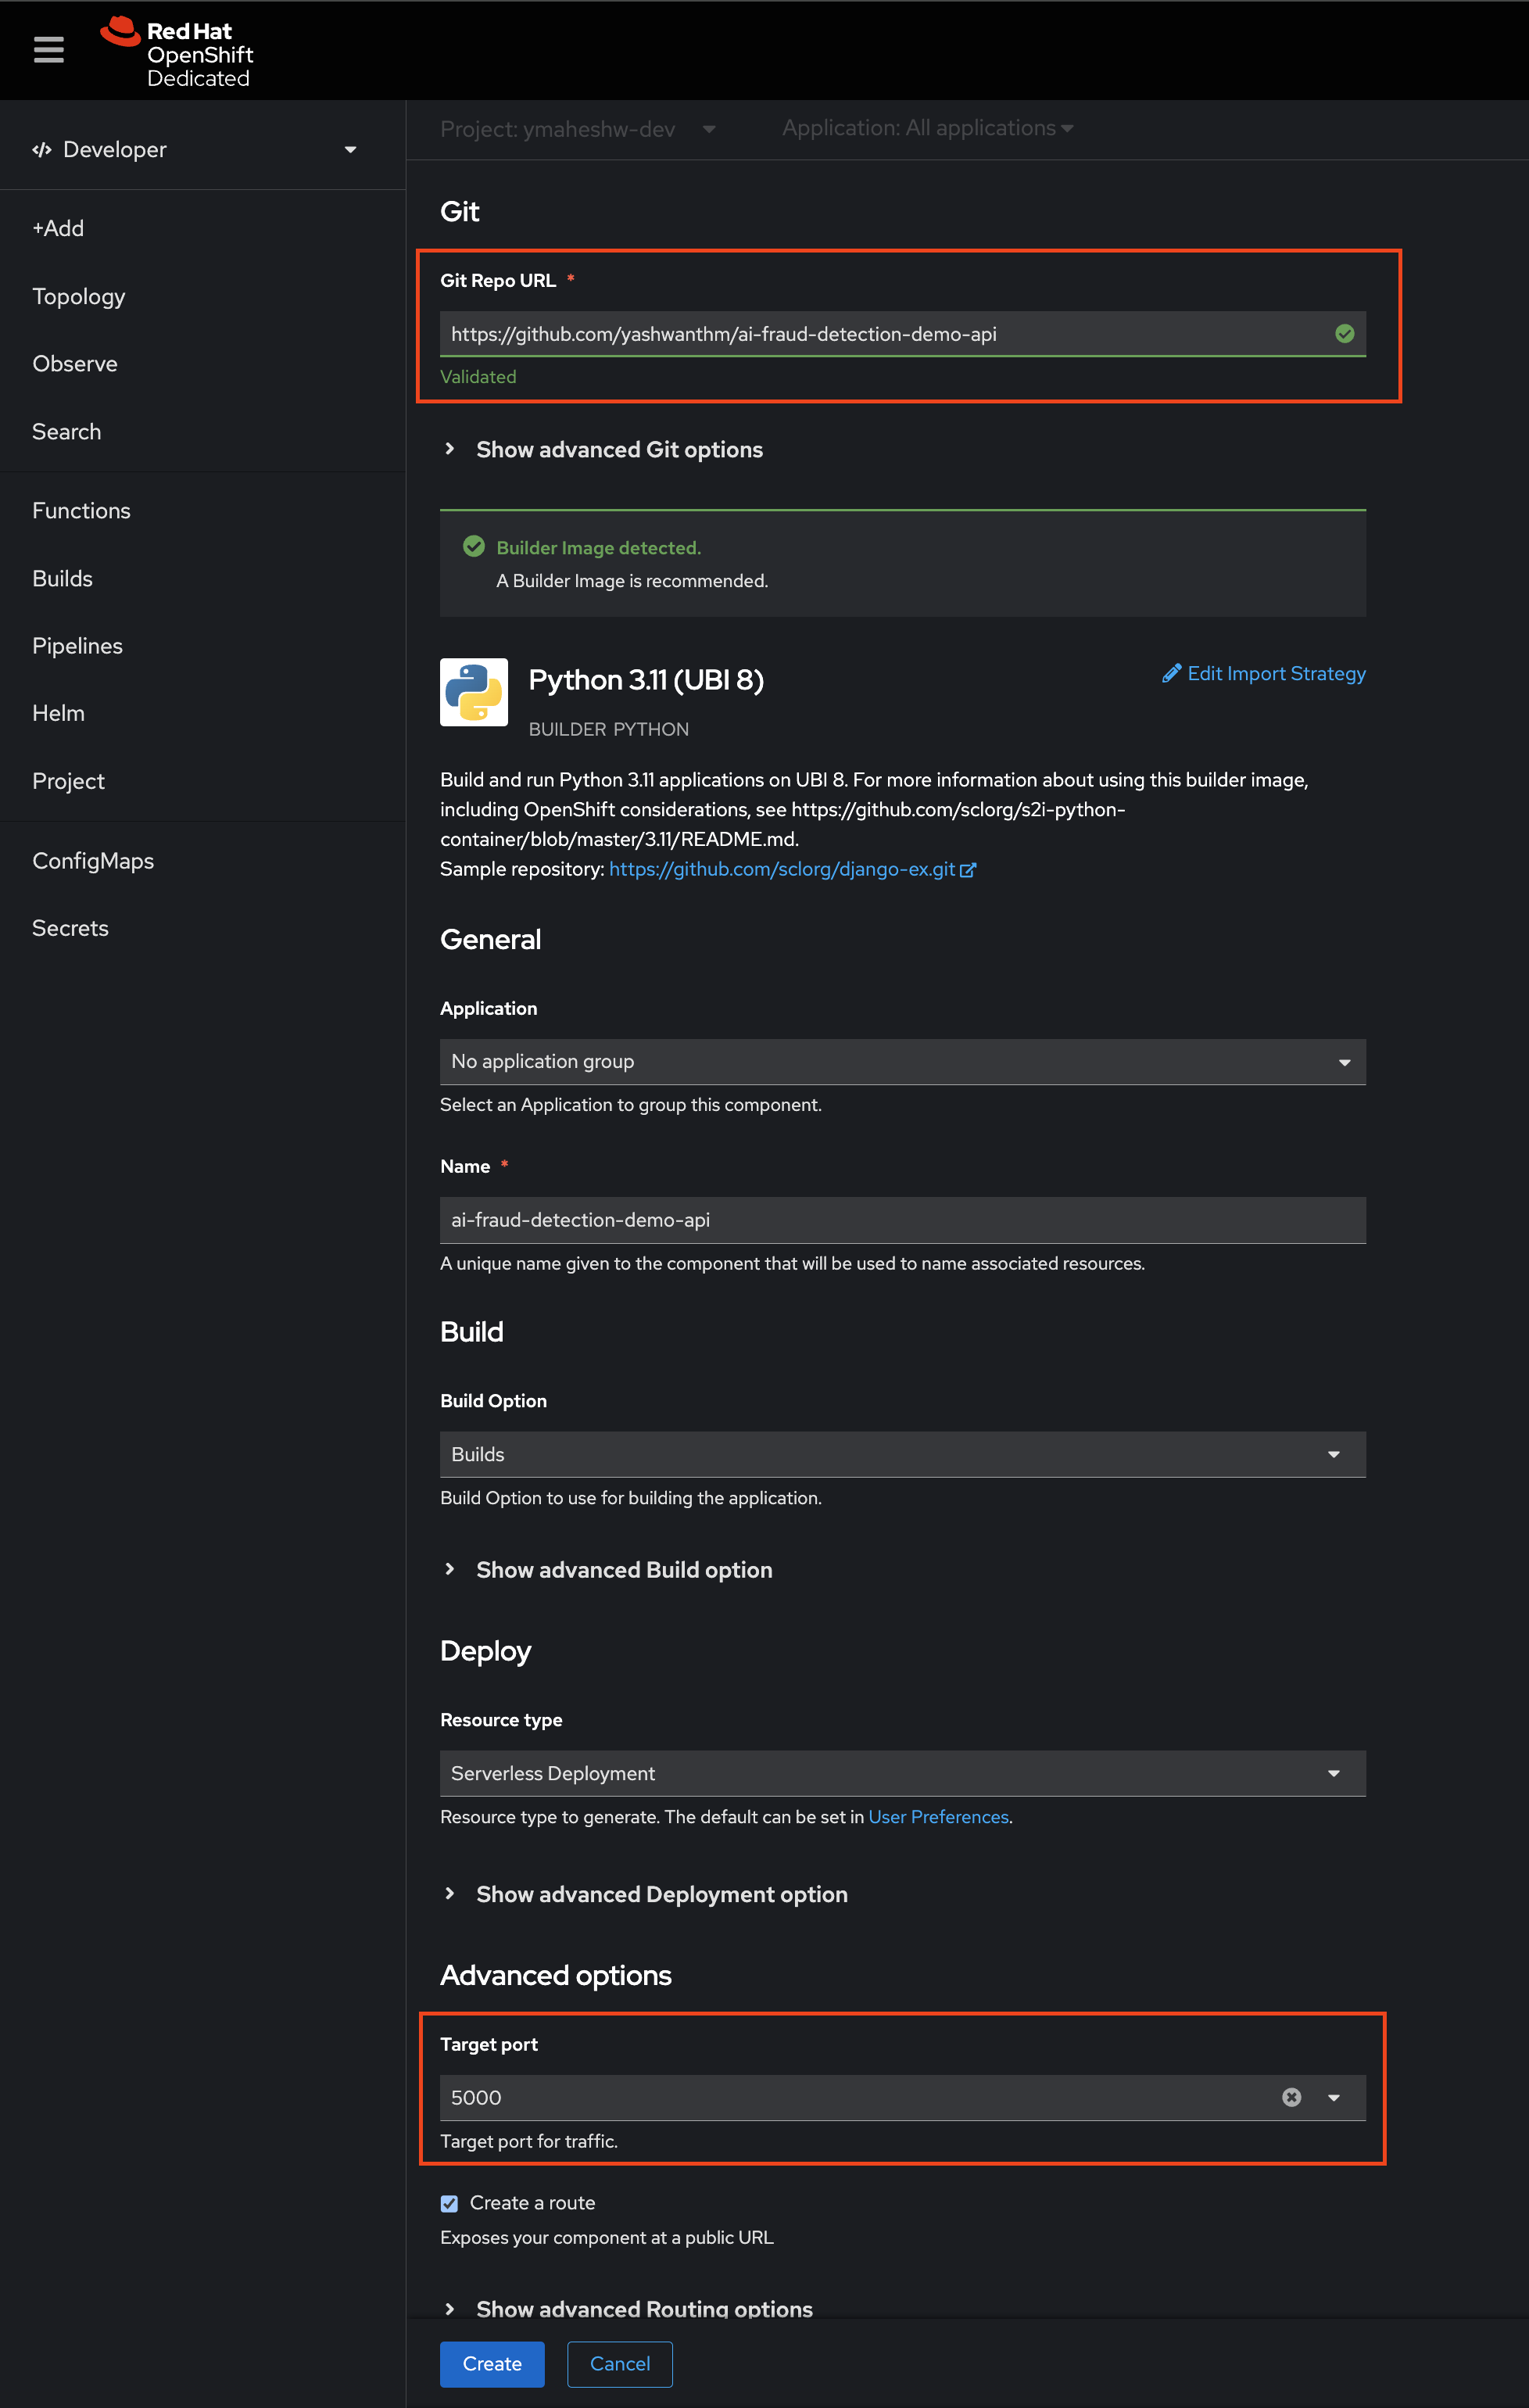 Red Hat
OpenShift
Dedicated
Developer
+Add
Topology
Observe
Search
Functions
Builds
Pipelines
Helm
Project
ConfigMaps
Secrets
Project: ymaheshw-dev
Application: All applications
Git
Git Repo URL *
https://github.com/yashwanthm/ai-fraud-detection-demo-api
Validated
Show advanced Git options
Builder Image detected.
A Builder Image is recommended.
Python 3.11 (UBI 8)
Edit Import Strategy
BUILDER PYTHON
Build and run Python 3.11 applications on UBI 8. For more information about using this builder image,
including OpenShift considerations, see https://github.com/sclorg/s2i-python-
container/blob/master/3.11/README.md.
Sample repository: https://github.com/sclorg/django-ex.git
General
Application
No application group
Select an Application to group this component.
Name *
ai-fraud-detection-demo-api
A unique name given to the component that will be used to name associated resources.
Build
Build Option
Builds
Build Option to use for building the application.
Show advanced Build option
Deploy
Resource type
Serverless Deployment
Resource type to generate. The default can be set in User Preferences.
Show advanced Deployment option
Advanced options
Target port
5000
Target port for traffic.
Create a route
Exposes your component at a public URL
Show advanced Routing options
Create
Cancel